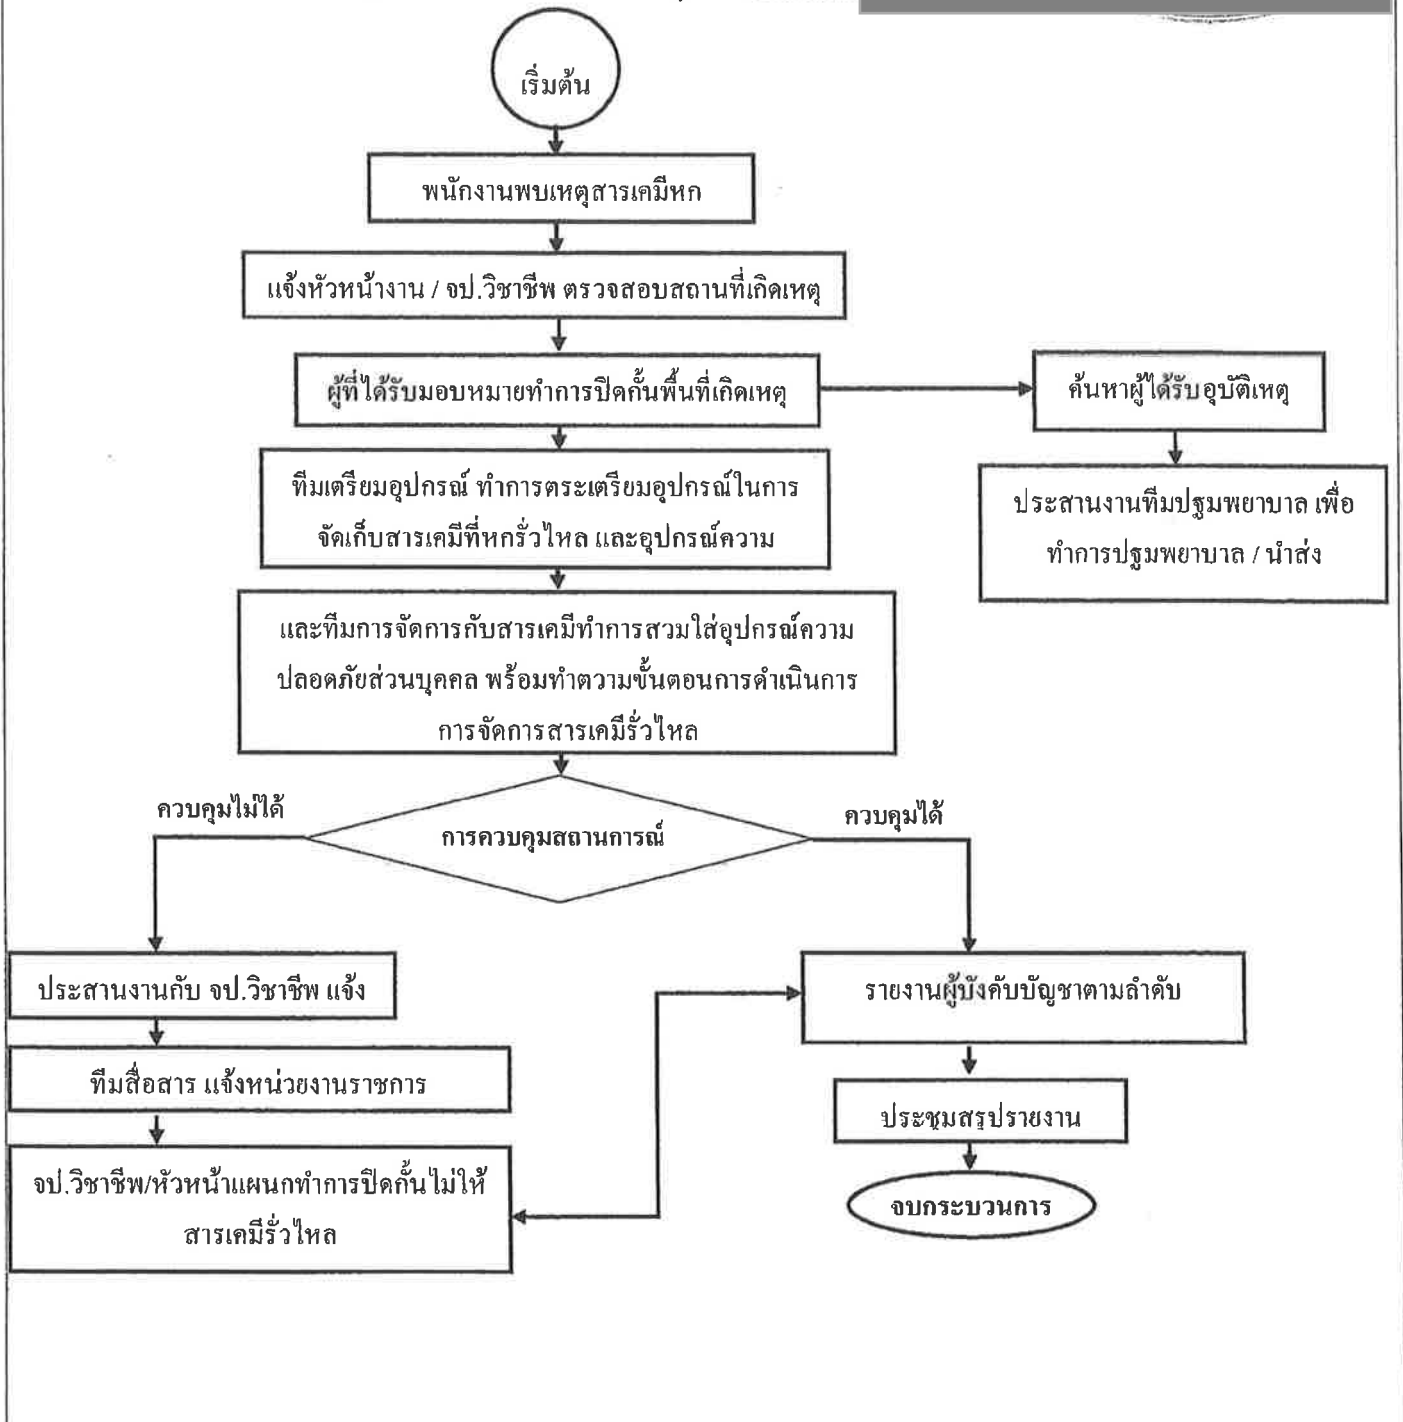 เริ่มต้น
พนักงานพบเหตุสารเคมีหก
แจ้งหัวหน้างาน / จป.วิชาชีพ ตรวจสอบสถานที่เกิดเหตุ
ผู้ที่ได้รับมอบหมายทำการปิดกั้นพื้นที่เกิดเหตุ
ค้นหาผู้ได้รับอุบัติเหตุ
ทีมเตรียมอุปกรณ์ ทำการตระเตรียมอุปกรณ์ในการ
จัดเก็บสารเคมีที่หกรั่วไหล และอุปกรณ์ความ
ประสานงานทีมปฐมพยาบาล เพื่อ
ทำการปฐมพยาบาล / นำส่ง
และทีมการจัดการกับสารเคมีทำการสวมใส่อุปกรณ์ความ
ปลอดภัยส่วนบุคคล พร้อมทำตวามขั้นตอนการดำเนินการ
การจัดการสารเคมีรั่วไหล
ควบคุมไม่ได้
การควบคุมสถานการณ์
ควบคุมได้
ประสานงานกับ จป.วิชาชีพ แจ้ง
ทีมสื่อสาร แจ้งหน่วยงานราชการ
จป.วิชาชีพ/หัวหน้าแผนกทำการปิดกั้นไม่ให้
สารเคมีรั่วไหล
รายงานผู้บังคับบัญชาตามลำดับ
ประชุมสรุปรายงาน
จบกระบวนการ